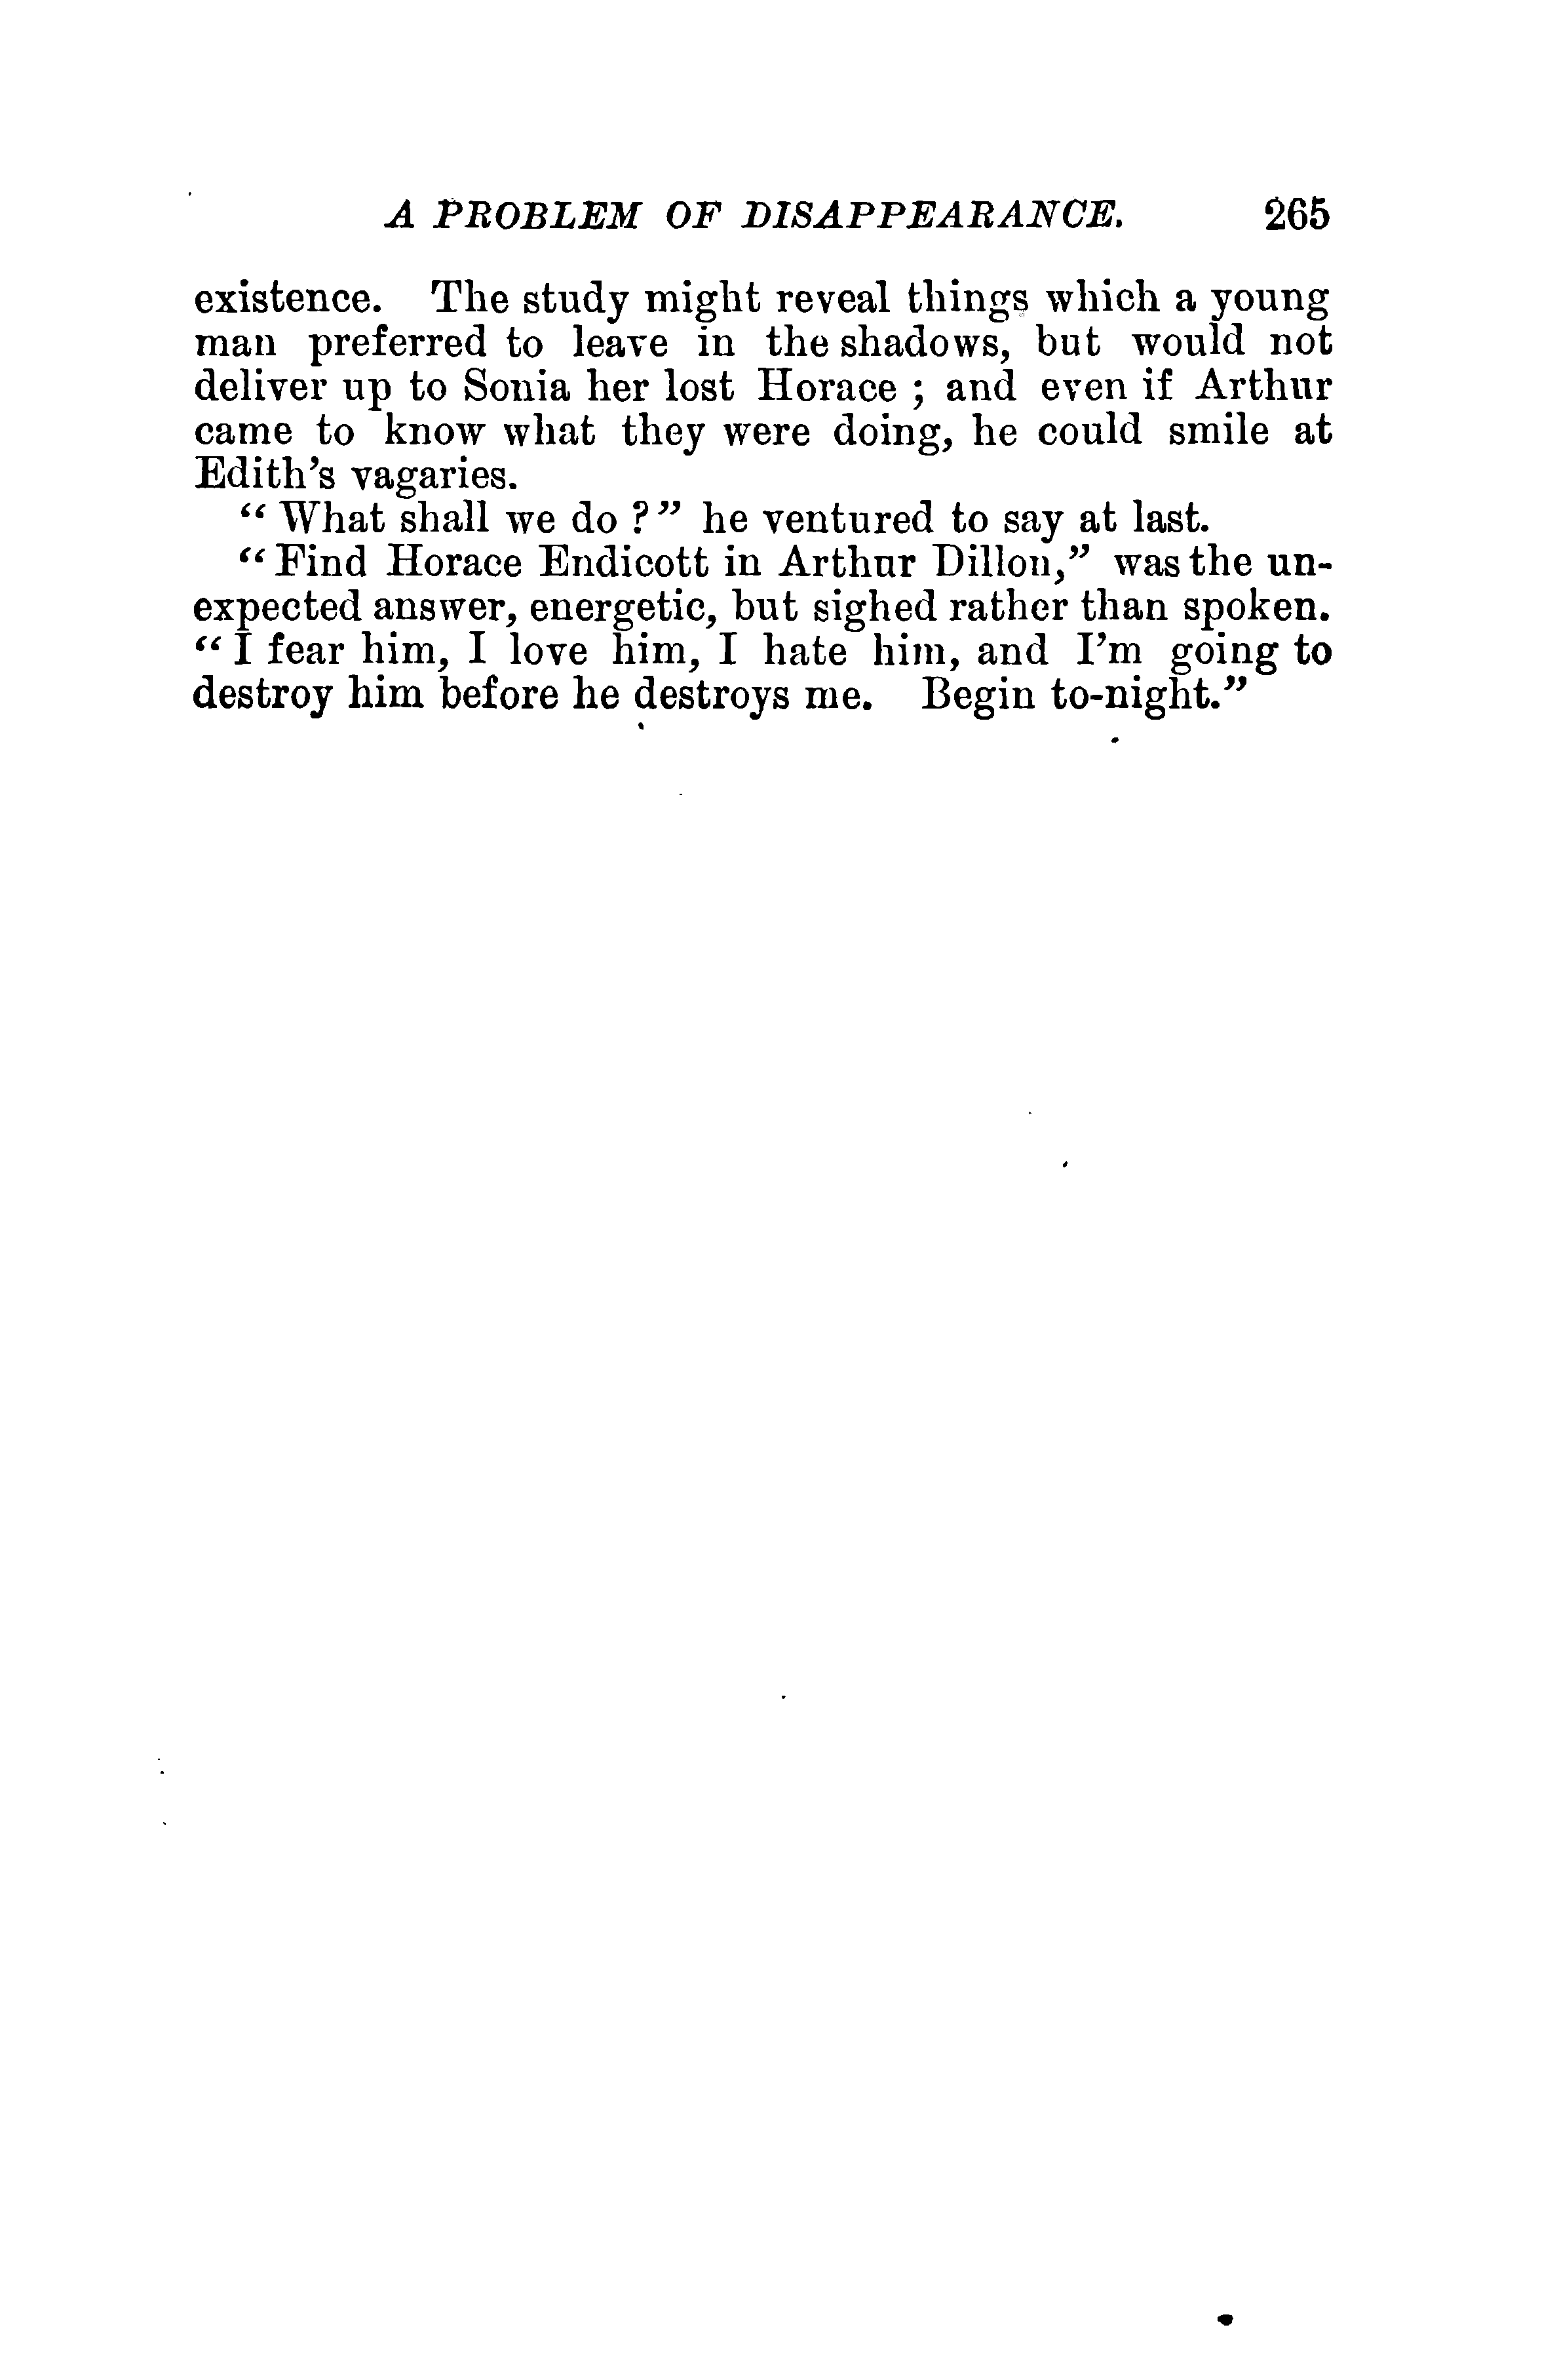 A PROBLEM OF DISAPPEARANCE. 265
existence. The study might reveal things which a young
man preferred to leave in the shadows, but would not
deliver up to Sonia her lost Horace ; and even if Arthur
came to know what they were doing, he could smile at
Edith’s vagaries.
“ What shall we do ?” he ventured to say at last.
“ Find Horace Endicott in Arthur Dillon,” was the un-
expected answer, energetic, but sighed rather than spoken.
“ I fear him, I love him, I hate him, and I’m going to
destroy him before he destroys me. Begin to-night.”